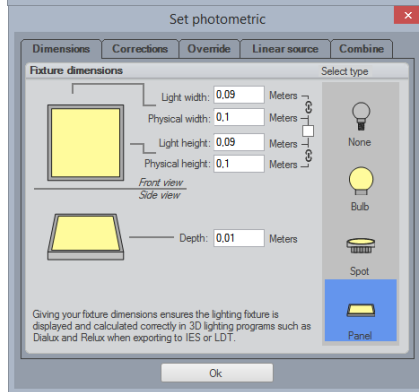 Set photometric
Dimensions Corrections Override Linear source Combine
Fixture dimensions Select type
Light width: 0,09 Meters
Physical width: 0,1 Meters
Light height: 0,09 Meters
Physical height: 0,1 Meters
Front view
Side view
Depth: 0,01 Meters
None
Bulb
Spot
Panel
Giving your fixture dimensions ensures the lighting fixture is
displayed and calculated correctly in 3D lighting programs such as
Dialux and Relux when exporting to IES or LDT.
Ok